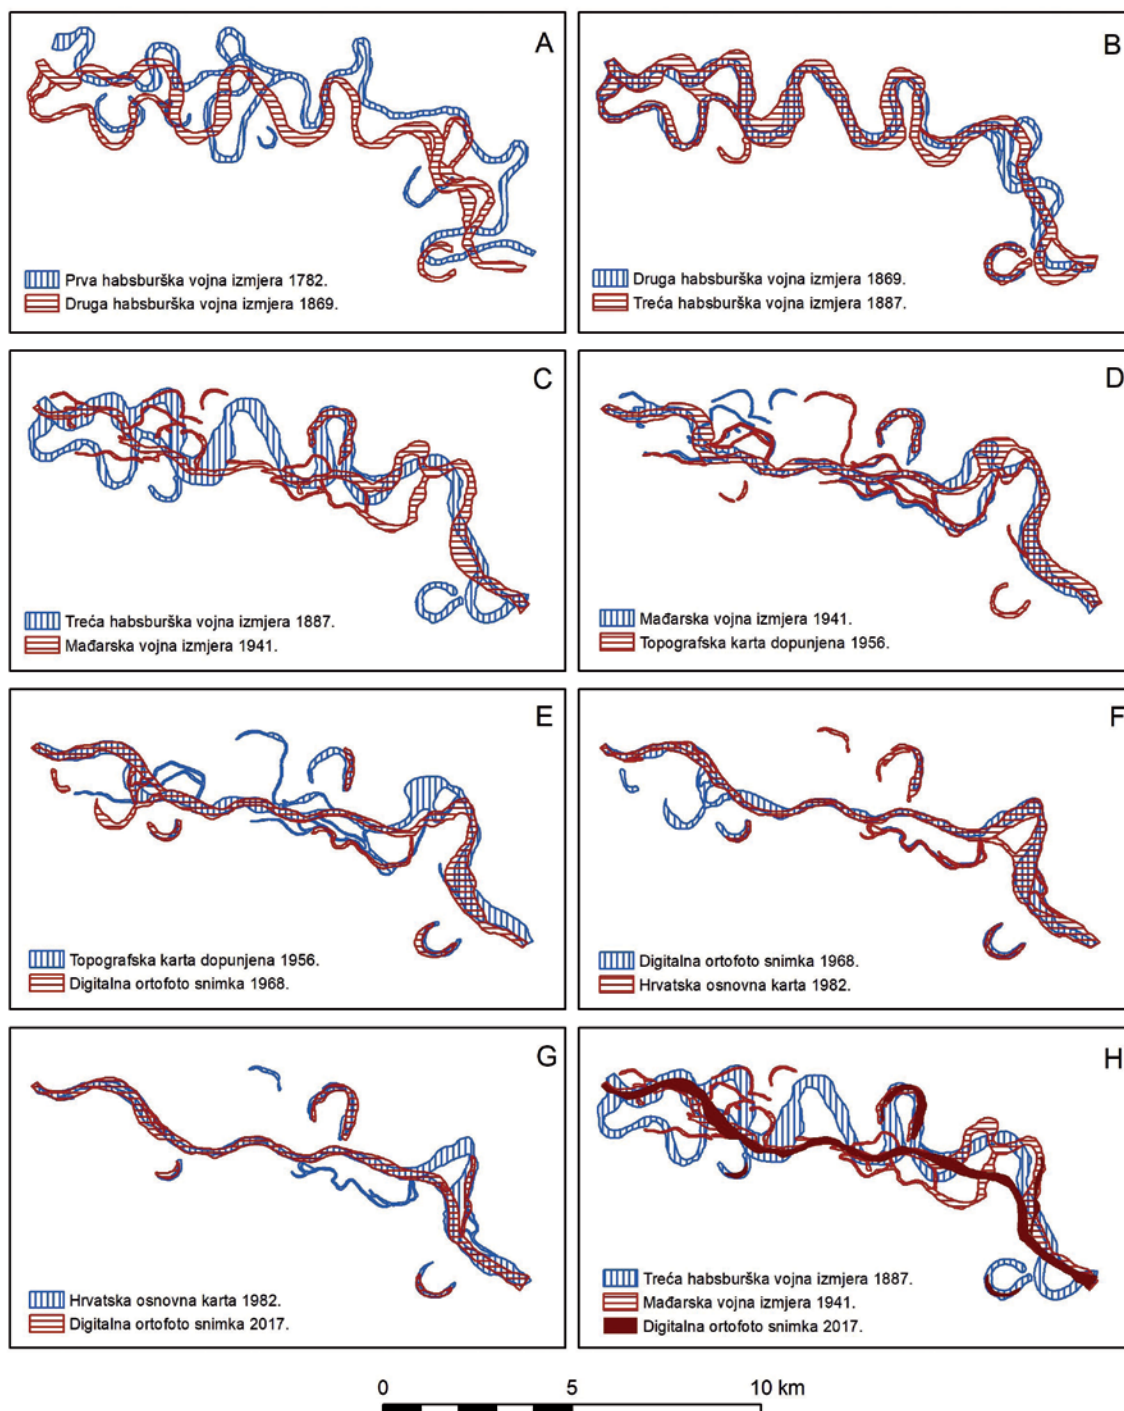 A
Prva habsburška vojna izmjera 1782.
Druga habsburška vojna izmjera 1869.
B
Druga habsburška vojna izmjera 1869.
Treća habsburška vojna izmjera 1887.
C
Treća habsburška vojna izmjera 1887.
Mađarska vojna izmjera 1941.
D
Mađarska vojna izmjera 1941.
Topografska karta dopunjena 1956.
E
Topografska karta dopunjena 1956.
Digitalna ortofoto snimka 1968.
F
Digitalna ortofoto snimka 1968.
Hrvatska osnovna karta 1982.
G
Hrvatska osnovna karta 1982.
Digitalna ortofoto snimka 2017.
H
Treća habsburška vojna izmjera 1887.
Mađarska vojna izmjera 1941.
Digitalna ortofoto snimka 2017.
0 5 10 km